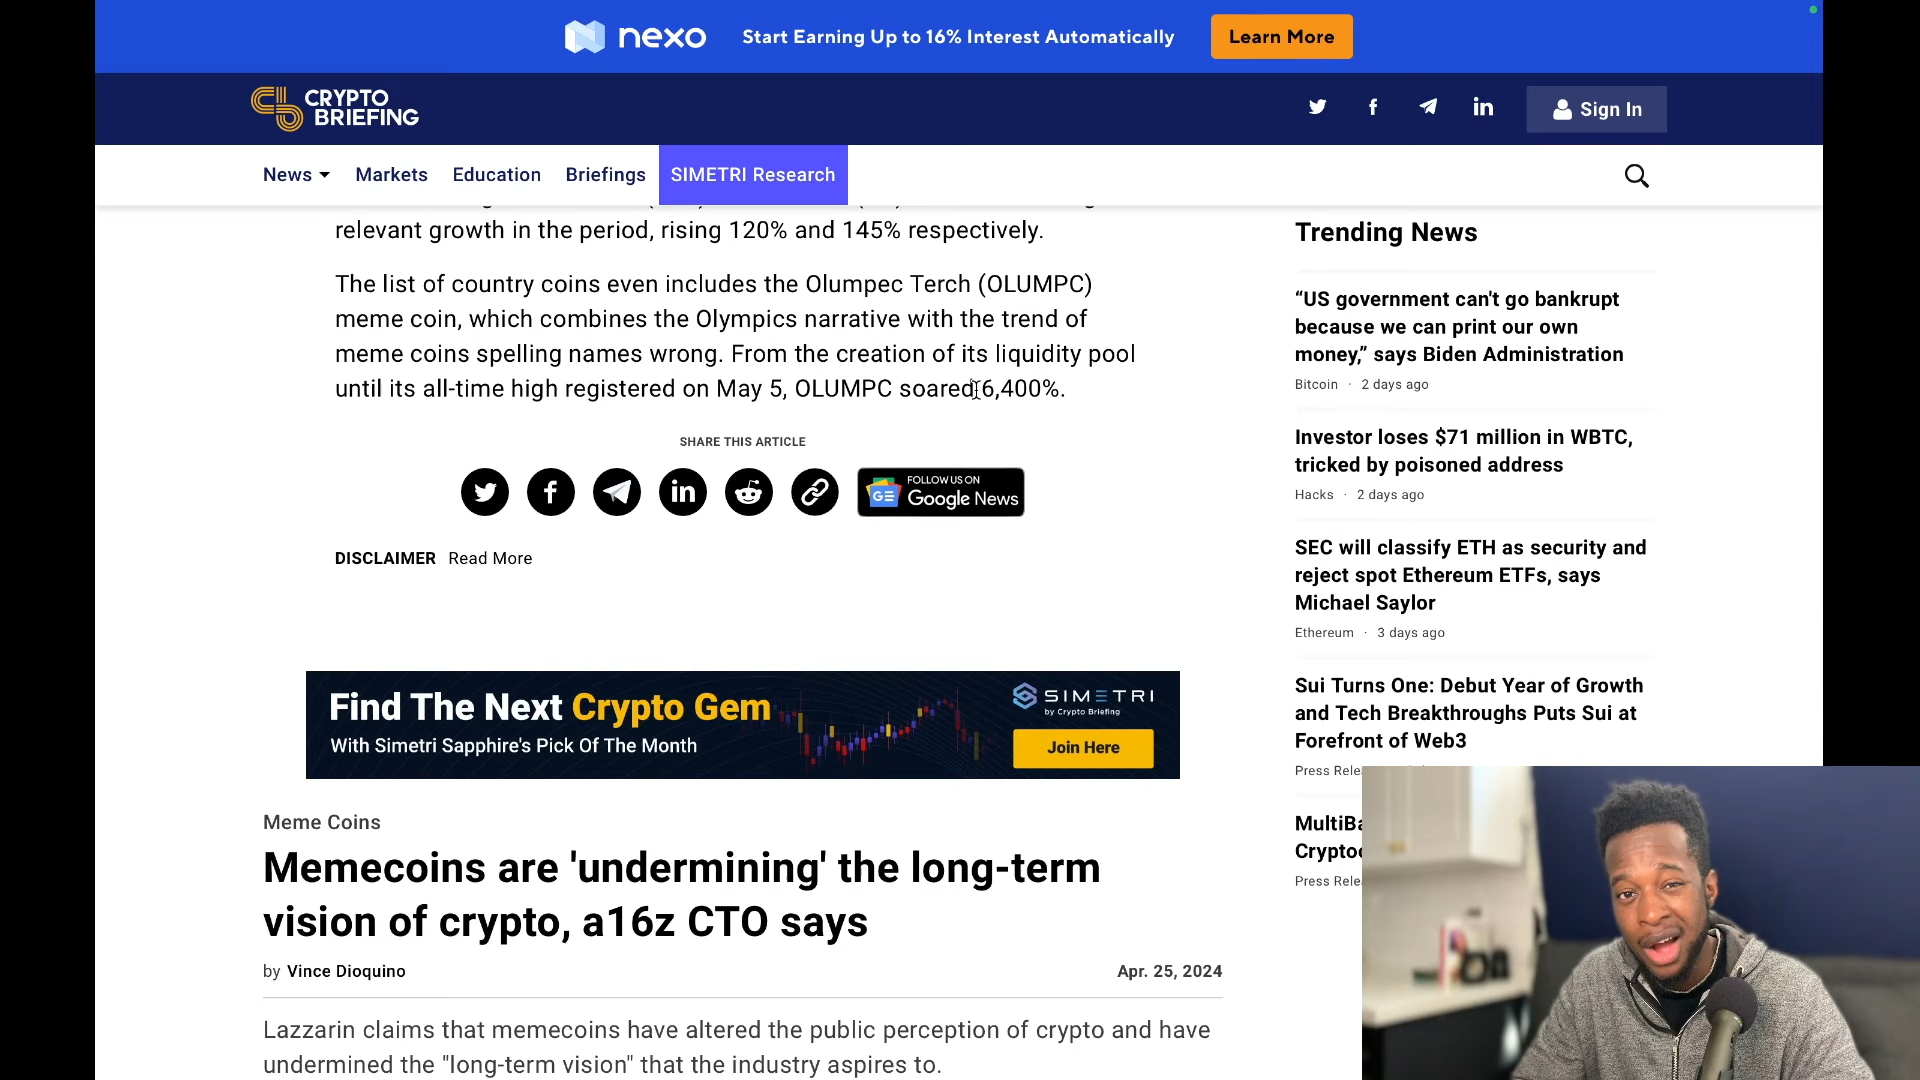 nexo
Start Earning Up to 16% Interest Automatically
Learn More
CRYPTO
BRIEFING
Sign In
News
Markets
Education
Briefings
SIMETRI Research
relevant growth in the period, rising 120% and 145% respectively.
The list of country coins even includes the Olumpec Terch (OLUMPC)
meme coin, which combines the Olympics narrative with the trend of
meme coins spelling names wrong. From the creation of its liquidity pool
until its all-time high registered on May 5, OLUMPC soared 6,400%.
SHARE THIS ARTICLE
FOLLOW US ON
Google News
DISCLAIMER Read More
Find The Next Crypto Gem
With Simetri Sapphire's Pick Of The Month
SIMETRI
by Crypto Briefing
Join Here
Meme Coins
Memecoins are 'undermining' the long-term
vision of crypto, a16z CTO says
by Vince Dioquino
Apr. 25, 2024
Lazzarin claims that memecoins have altered the public perception of crypto and have
undermined the "long-term vision" that the industry aspires to.
Trending News
“US government can't go bankrupt
because we can print our own
money,” says Biden Administration
Bitcoin · 2 days ago
Investor loses $71 million in WBTC,
tricked by poisoned address
Hacks · 2 days ago
SEC will classify ETH as security and
reject spot Ethereum ETFs, says
Michael Saylor
Ethereum · 3 days ago
Sui Turns One: Debut Year of Growth
and Tech Breakthroughs Puts Sui at
Forefront of Web3
Press Relea
MultiBa
Cryptoc
Press Relea